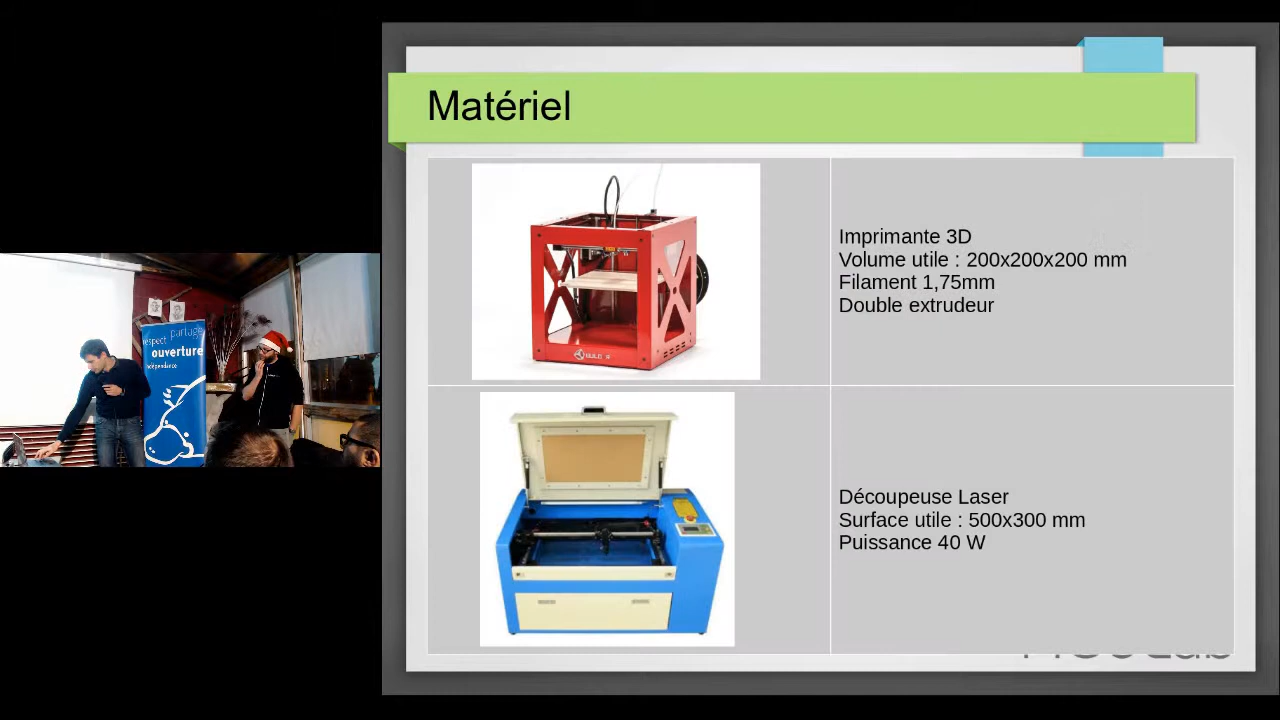 Matériel
Imprimante 3D
Volume utile : 200x200x200 mm
Filament 1,75mm
Double extrudeur
Découpeuse Laser
Surface utile : 500x300 mm
Puissance 40 W
partage
respect
ouverture
indépendance